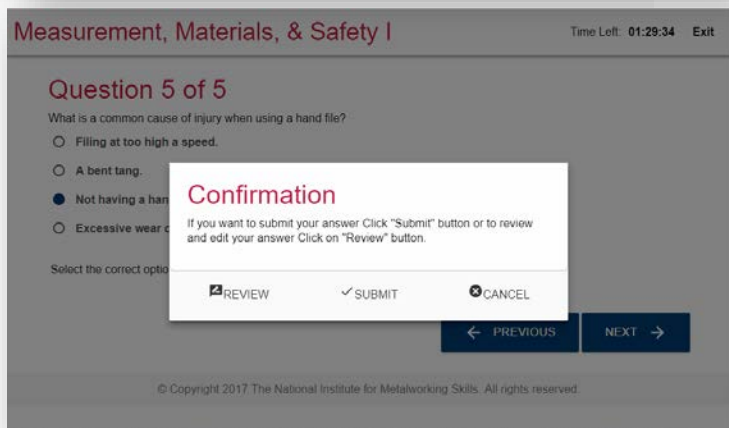 Measurement, Materials, & Safety I
Time Left: 01:29:34 Exit
Question 5 of 5
What is a common cause of injury when using a hand file?
Filing at too high a speed.
A bent tang.
Not having a han
Excessive wear
Select the correct optio
Confirmation
If you want to submit your answer Click "Submit" button or to review
and edit your answer Click on "Review" button.
REVIEW
SUBMIT
CANCEL
PREVIOUS
NEXT
© Copyright 2017 The National Institute for Metalworking Skills. All rights reserved.